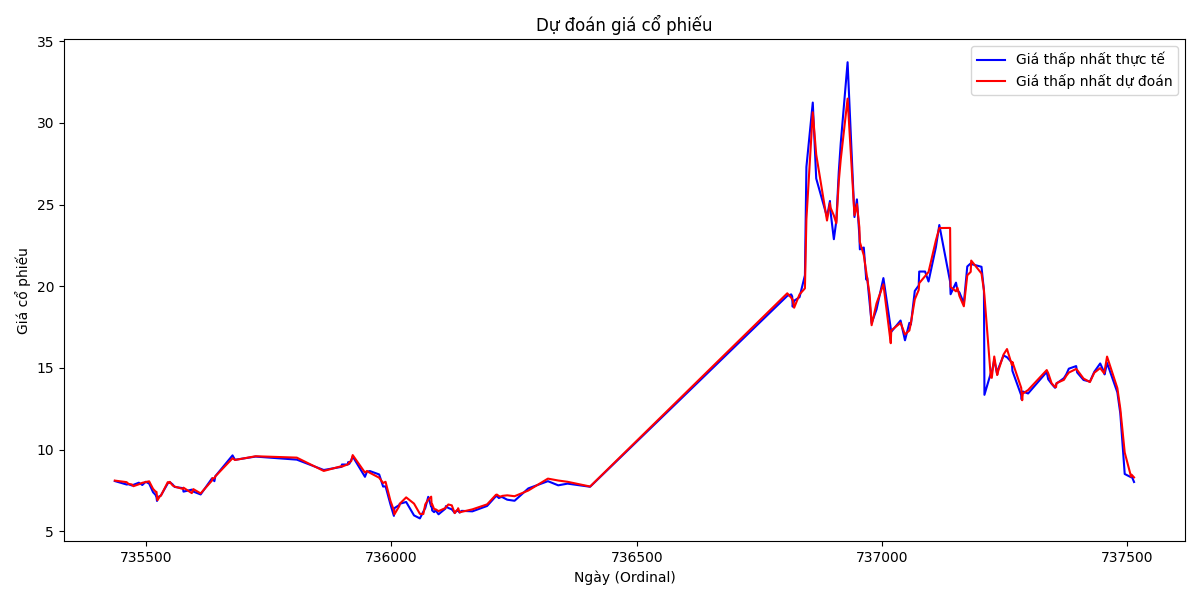 Dự đoán giá cổ phiếu
Giá thấp nhất thực tế
Giá thấp nhất dự đoán
Giá cổ phiếu
35
30
25
20
15
10
5
735500
736000
736500
737000
737500
Ngày (Ordinal)